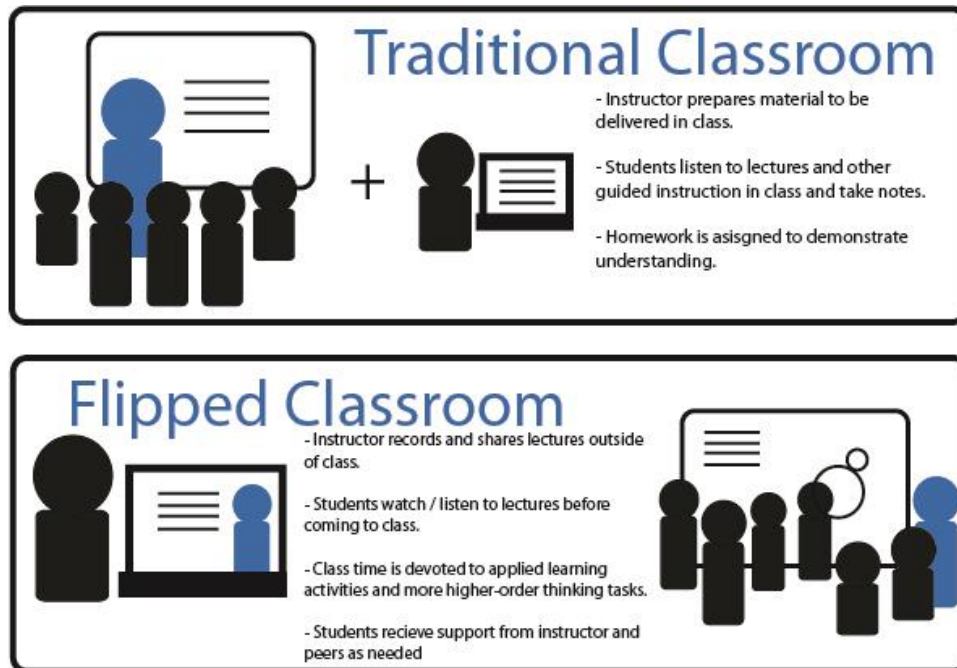 Traditional Classroom
- Instructor prepares material to be
delivered in class.
- Students listen to lectures and other
guided instruction in class and take notes.
- Homework is asisgned to demonstrate
understanding.
+
Flipped Classroom
- Instructor records and shares lectures outside
of class.
- Students watch / listen to lectures before
coming to class.
- Class time is devoted to applied learning
activities and more higher-order thinking tasks.
- Students recieve support from instructor and
peers as needed